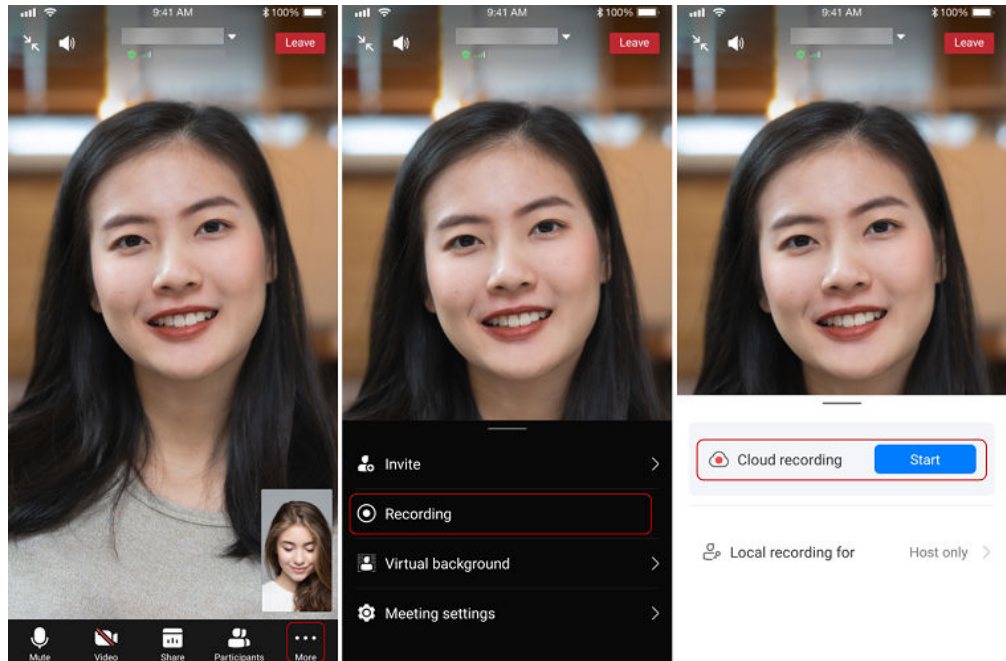 9:41 AM
100%
Leave
Mute
Video
Share
Participants
More
9:41 AM
100%
Leave
Invite
Recording
Virtual background
Meeting settings
9:41 AM
100%
Leave
Cloud recording
Start
Local recording for
Host only